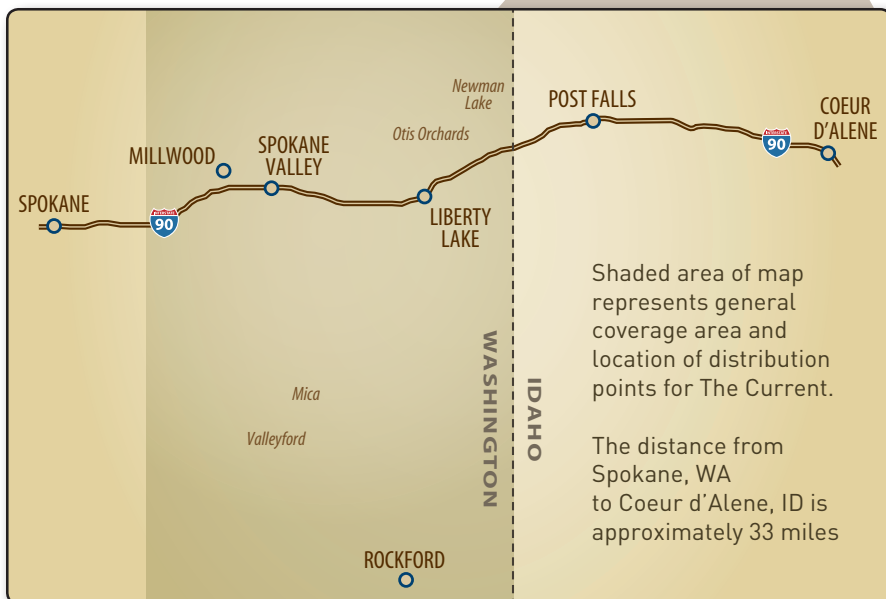 Newman
Lake
Otis Orchards
POST FALLS
COEUR
D’ALENE
MILLWOOD
SPOKANE
VALLEY
90
SPOKANE
90
LIBERTY
LAKE
Shaded area of map
represents general
coverage area and
location of distribution
points for The Current.
WASHINGTON
IDAHO
Mica
Valleyford
The distance from
Spokane, WA
to Coeur d’Alene, ID is
approximately 33 miles
ROCKFORD